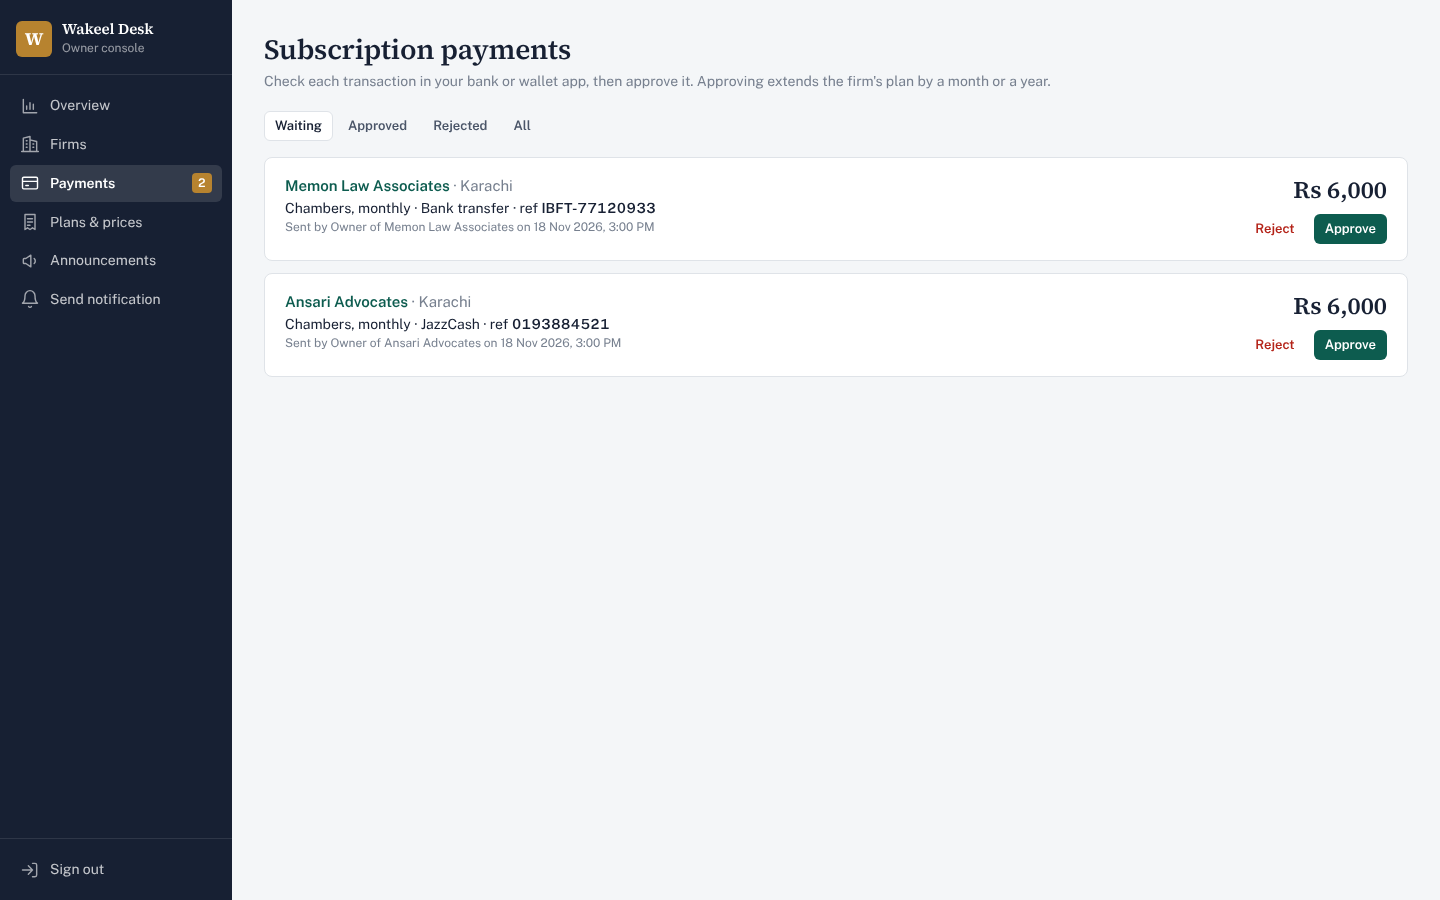 W
Wakeel Desk
Owner console
Overview
Firms
Payments 2
Plans & prices
Announcements
Send notification
Sign out
Subscription payments
Check each transaction in your bank or wallet app, then approve it. Approving extends the firm's plan by a month or a year.
Waiting Approved Rejected All
Memon Law Associates · Karachi
Chambers, monthly · Bank transfer · ref IBFT-77120933
Sent by Owner of Memon Law Associates on 18 Nov 2026, 3:00 PM
Rs 6,000
Reject Approve
Ansari Advocates · Karachi
Chambers, monthly · JazzCash · ref 0193884521
Sent by Owner of Ansari Advocates on 18 Nov 2026, 3:00 PM
Rs 6,000
Reject Approve